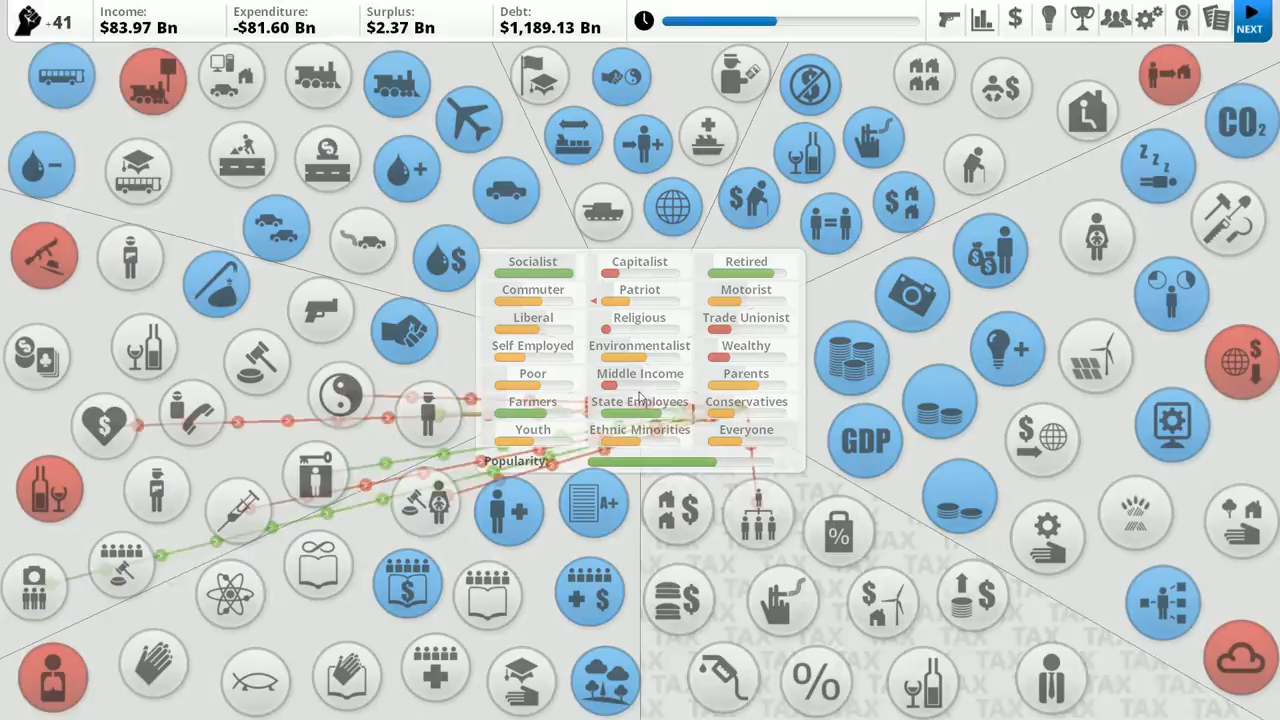 +41
Income:
$83.97 Bn
Expenditure:
-$81.60 Bn
Surplus:
$2.37 Bn
Debt:
$1,189.13 Bn
NEXT
CO2
Socialist Capitalist Retired
Commuter Patriot Motorist
Liberal Religious Trade Unionist
Self Employed Environmentalist Wealthy
Poor Middle Income Parents
Farmers State Employees Conservatives
Youth Ethnic Minorities Everyone
Popularity:
GDP
A+
TAX